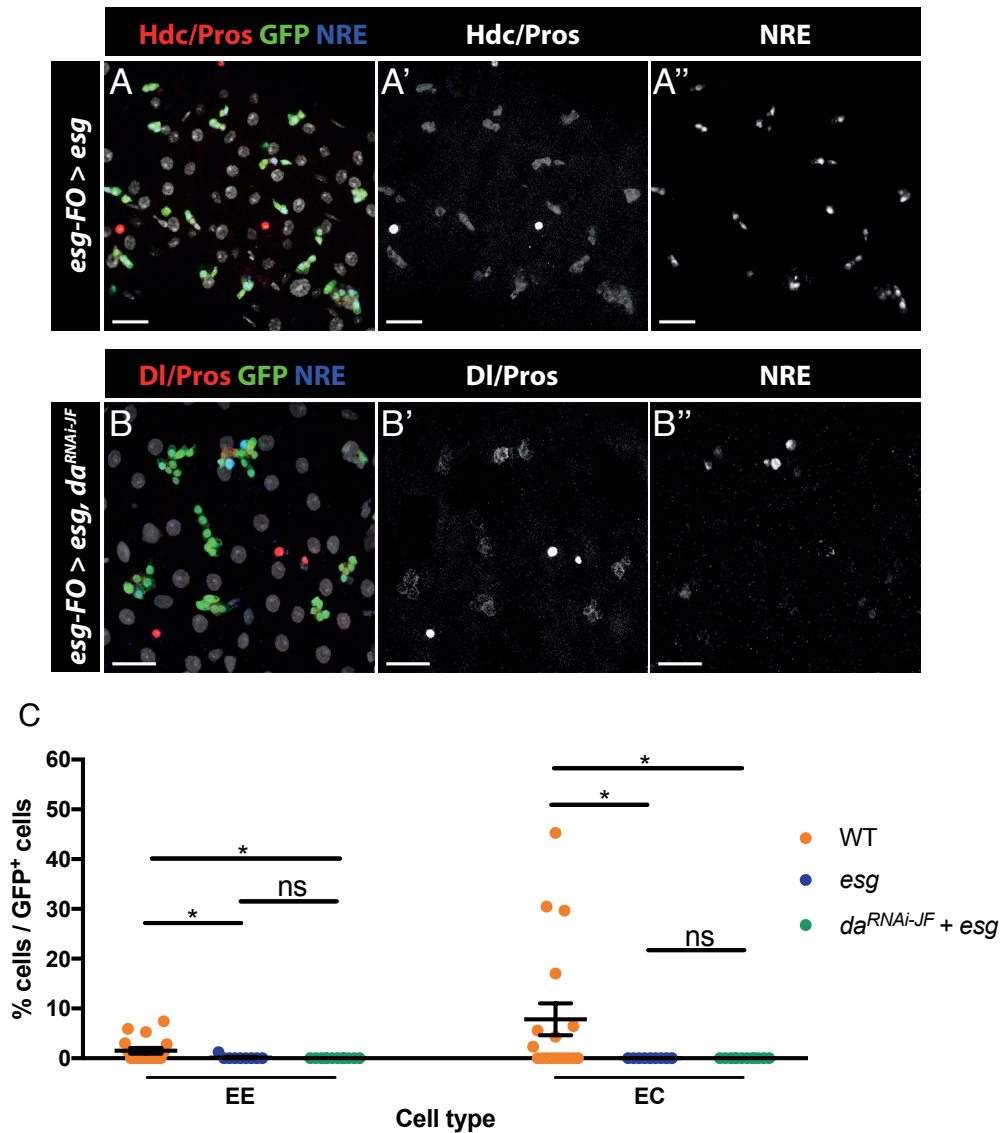 Hdc/Pros GFP NRE Hdc/Pros NRE
esg-FO > esg
A A' A''
Dl/Pros GFP NRE Dl/Pros NRE
esg-FO > esg, da^RNAi-JF
B B' B''
C
% cells / GFP⁺ cells
60
50
40
30
20
10
0
*
ns
*
*
*
ns
EE EC
Cell type
WT
esg
da^RNAi-JF + esg